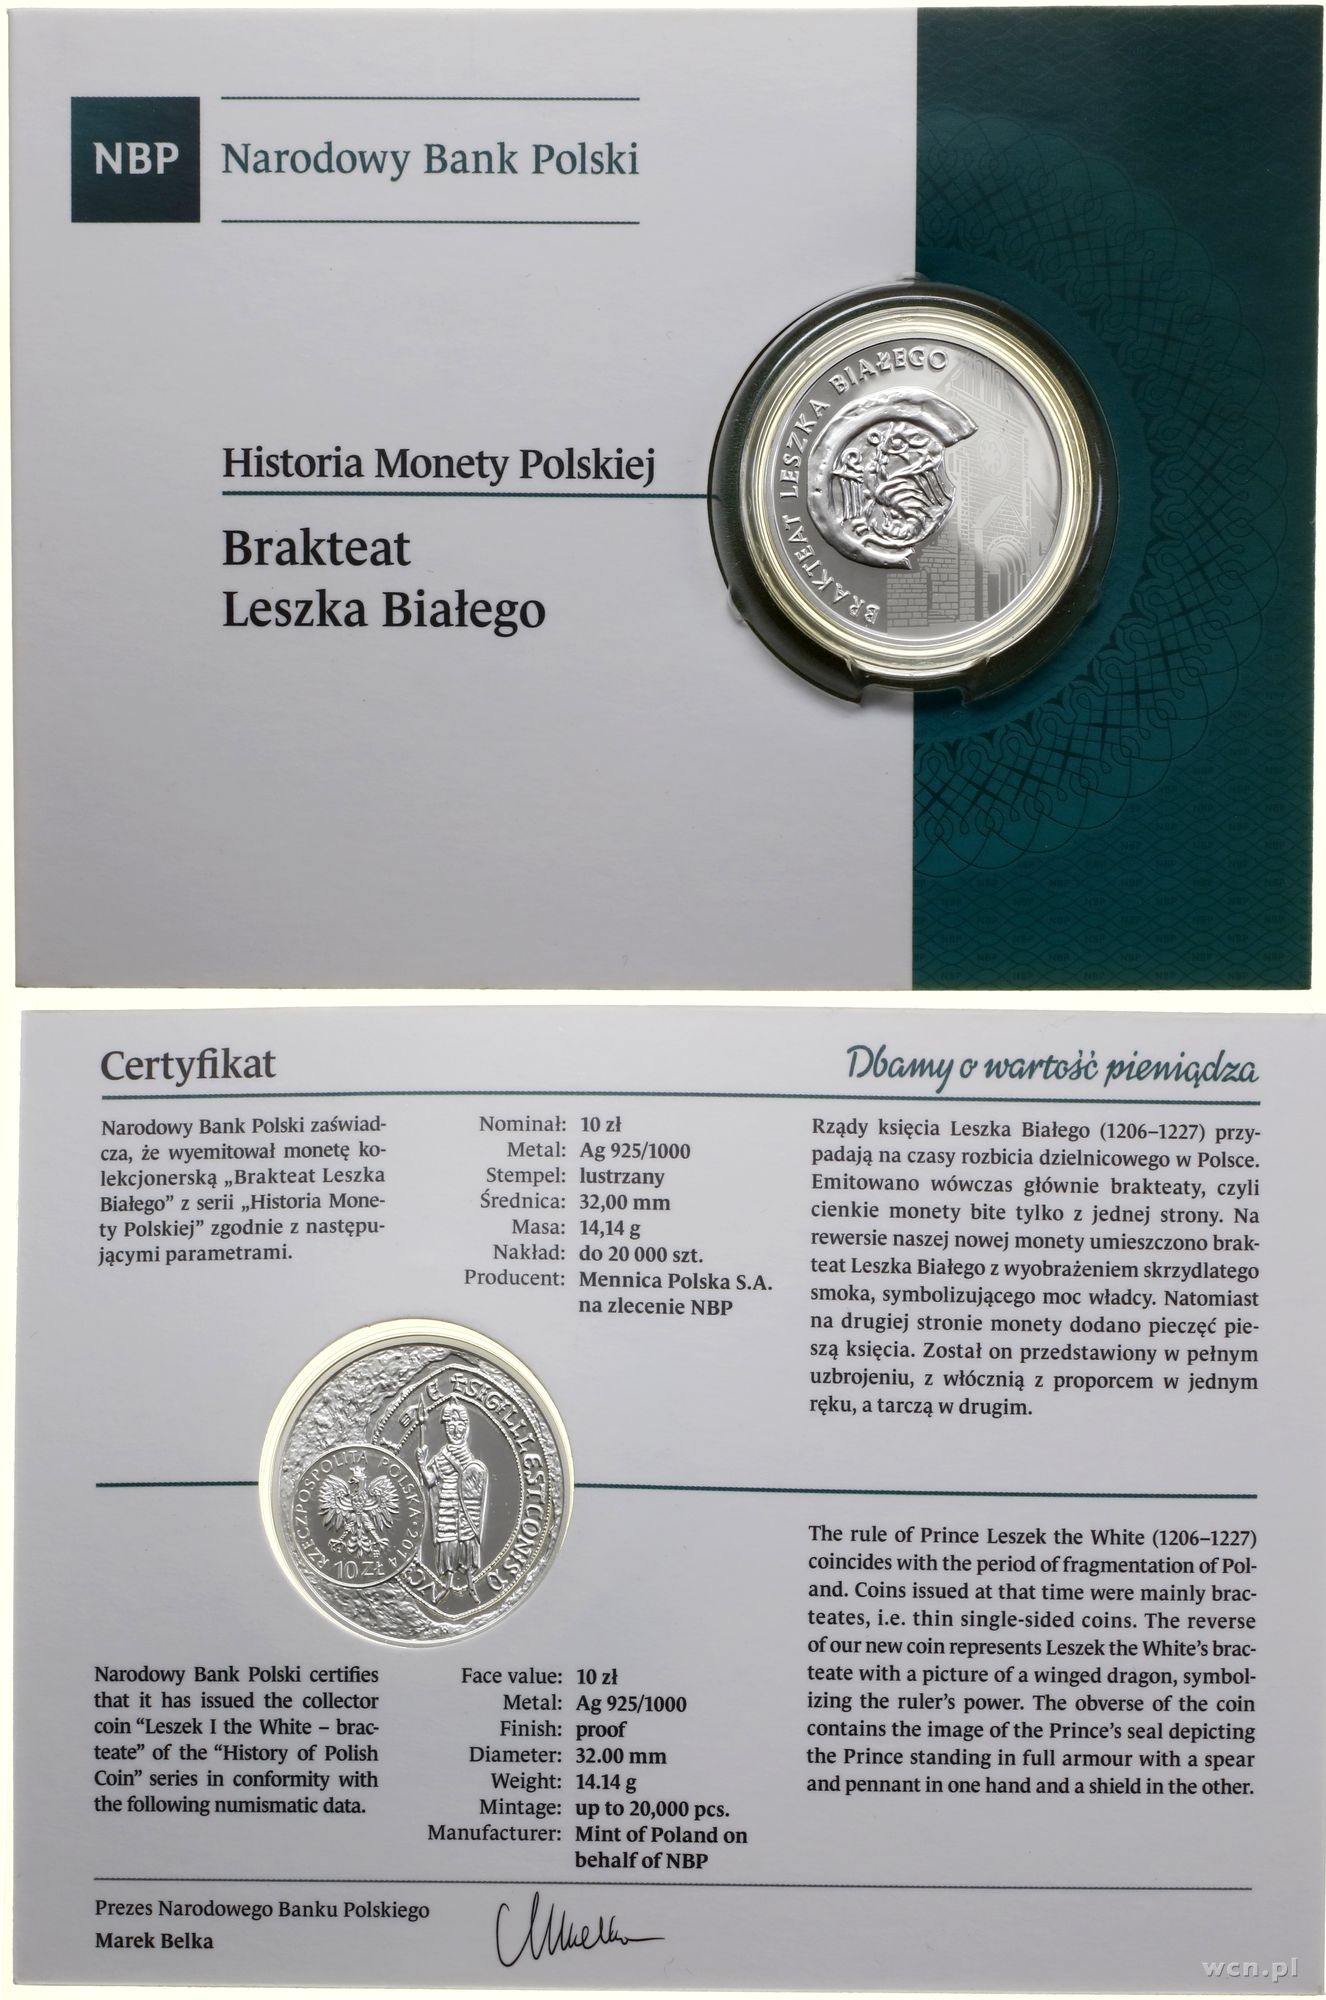 NBP
Narodowy Bank Polski
Historia Monety Polskiej
Brakteat
Leszka Białego
BRAKTEAT LESZKA BIAŁEGO
Certyfikat
Dbamy o wartość pieniądza
Narodowy Bank Polski zaświad-
cza, że wyemitował monetę ko-
lekcjonerską „Brakteat Leszka
Białego” z serii „Historia Mone-
ty Polskiej” zgodnie z następu-
jącymi parametrami.
Nominał: 10 zł
Metal: Ag 925/1000
Stempel: lustrzany
Średnica: 32,00 mm
Masa: 14,14 g
Nakład: do 20 000 szt.
Producent: Mennica Polska S.A.
na zlecenie NBP
Rządy księcia Leszka Białego (1206–1227) przy-
padają na czasy rozbicia dzielnicowego w Polsce.
Emitowano wówczas głównie brakteaty, czyli
cienkie monety bite tylko z jednej strony. Na
rewersie naszej nowej monety umieszczono brak-
teat Leszka Białego z wyobrażeniem skrzydlatego
smoka, symbolizującego moc władcy. Natomiast
na drugiej stronie monety dodano pieczęć pie-
szą księcia. Został on przedstawiony w pełnym
uzbrojeniu, z włócznią z proporcem w jednym
ręku, a tarczą w drugim.
RZECZPOSPOLITA POLSKA 2014
10 ZŁ
Narodowy Bank Polski certifies
that it has issued the collector
coin “Leszek I the White – brac-
teate” of the “History of Polish
Coin” series in conformity with
the following numismatic data.
Face value: 10 zł
Metal: Ag 925/1000
Finish: proof
Diameter: 32.00 mm
Weight: 14.14 g
Mintage: up to 20,000 pcs.
Manufacturer: Mint of Poland on
behalf of NBP
The rule of Prince Leszek the White (1206–1227)
coincides with the period of fragmentation of Pol-
and. Coins issued at that time were mainly brac-
teates, i.e. thin single-sided coins. The reverse
of our new coin represents Leszek the White’s brac-
teate with a picture of a winged dragon, symbol-
izing the ruler’s power. The obverse of the coin
contains the image of the Prince’s seal depicting
the Prince standing in full armour with a spear
and pennant in one hand and a shield in the other.
Prezes Narodowego Banku Polskiego
Marek Belka
wcn.pl